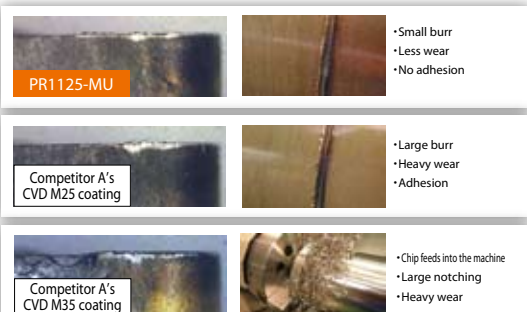 PR1125-MU
・Small burr
・Less wear
・No adhesion
Competitor A's
CVD M25 coating
・Large burr
・Heavy wear
・Adhesion
Competitor A's
CVD M35 coating
・Chip feeds into the machine
・Large notching
・Heavy wear